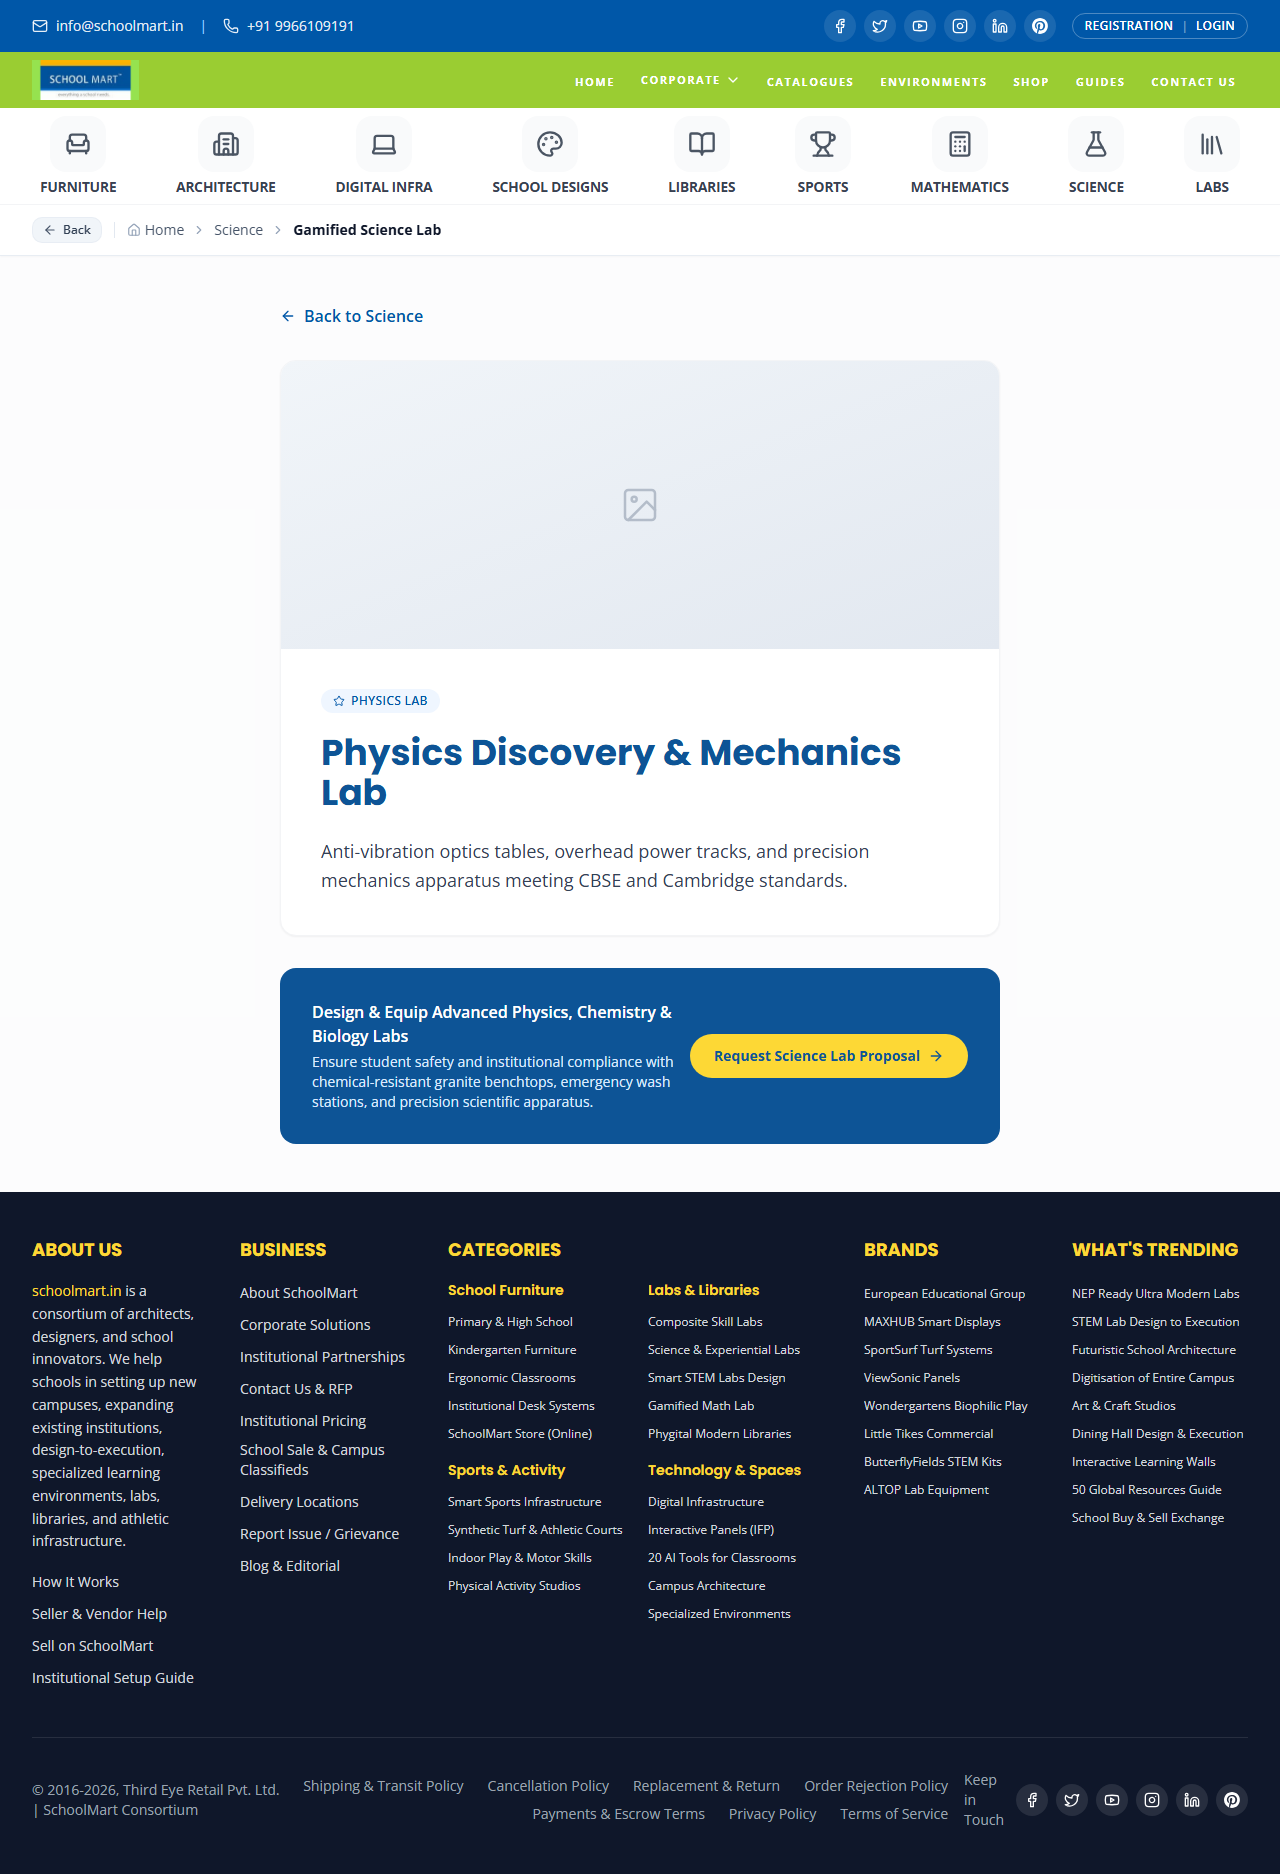 info@schoolmart.in | +91 9966109191
REGISTRATION | LOGIN
SCHOOL MART
HOME CORPORATE CATALOGUES ENVIRONMENTS SHOP GUIDES CONTACT US
FURNITURE ARCHITECTURE DIGITAL INFRA SCHOOL DESIGNS LIBRARIES SPORTS MATHEMATICS SCIENCE LABS
Back Home Science Gamified Science Lab
Back to Science
PHYSICS LAB
Physics Discovery & Mechanics
Lab
Anti-vibration optics tables, overhead power tracks, and precision
mechanics apparatus meeting CBSE and Cambridge standards.
Design & Equip Advanced Physics, Chemistry &
Biology Labs
Ensure student safety and institutional compliance with
chemical-resistant granite benchtops, emergency wash
stations, and precision scientific apparatus.
Request Science Lab Proposal
ABOUT US
schoolmart.in is a
consortium of architects,
designers, and school
innovators. We help
schools in setting up new
campuses, expanding
existing institutions,
design-to-execution,
specialized learning
environments, labs,
libraries, and athletic
infrastructure.
How It Works
Seller & Vendor Help
Sell on SchoolMart
Institutional Setup Guide
BUSINESS
About SchoolMart
Corporate Solutions
Institutional Partnerships
Contact Us & RFP
Institutional Pricing
School Sale & Campus
Classifieds
Delivery Locations
Report Issue / Grievance
Blog & Editorial
CATEGORIES
School Furniture
Primary & High School
Kindergarten Furniture
Ergonomic Classrooms
Institutional Desk Systems
SchoolMart Store (Online)
Labs & Libraries
Composite Skill Labs
Science & Experiential Labs
Smart STEM Labs Design
Gamified Math Lab
Phygital Modern Libraries
Sports & Activity
Smart Sports Infrastructure
Synthetic Turf & Athletic Courts
Indoor Play & Motor Skills
Physical Activity Studios
Technology & Spaces
Digital Infrastructure
Interactive Panels (IFP)
20 AI Tools for Classrooms
Campus Architecture
Specialized Environments
BRANDS
European Educational Group
MAXHUB Smart Displays
SportSurf Turf Systems
ViewSonic Panels
Wondergartens Biophilic Play
Little Tikes Commercial
ButterflyFields STEM Kits
ALTOP Lab Equipment
WHAT'S TRENDING
NEP Ready Ultra Modern Labs
STEM Lab Design to Execution
Futuristic School Architecture
Digitisation of Entire Campus
Art & Craft Studios
Dining Hall Design & Execution
Interactive Learning Walls
50 Global Resources Guide
School Buy & Sell Exchange
© 2016-2026, Third Eye Retail Pvt. Ltd.
| SchoolMart Consortium
Shipping & Transit Policy Cancellation Policy Replacement & Return Order Rejection Policy
Payments & Escrow Terms Privacy Policy Terms of Service
Keep
in
Touch